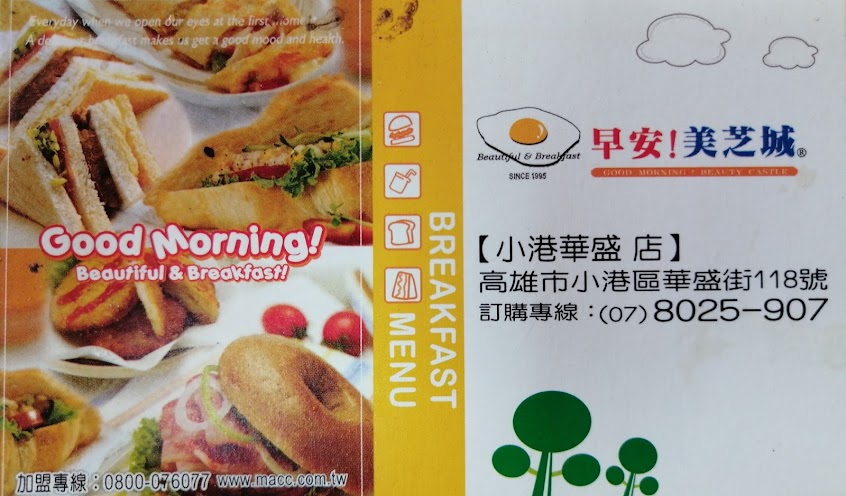 Everyday when we open our eyes at the first moment
A delicious breakfast makes us get a good mood and health.
Good Morning!
Beautiful & Breakfast!
加盟專線：0800-076077 www.macc.com.tw
BREAKFAST
MENU
Beautiful & Breakfast
SINCE 1995
早安!美芝城®
GOOD MORNING ! BEAUTY CASTLE
【小港華盛 店】
高雄市小港區華盛街118號
訂購專線：(07) 8025-907